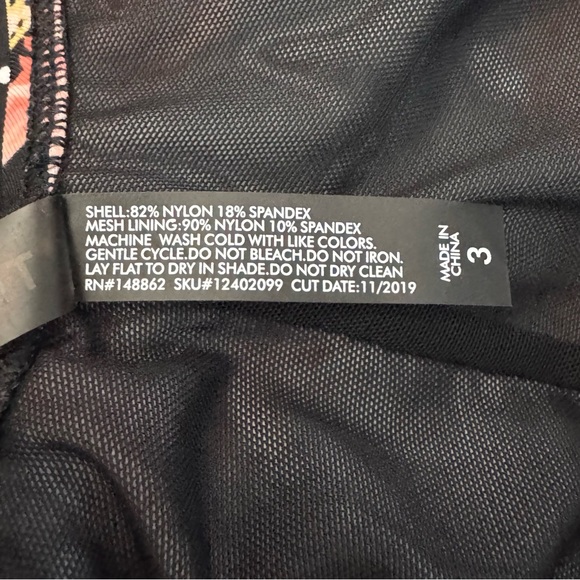 SHELL:82% NYLON 18% SPANDEX
MESH LINING:90% NYLON 10% SPANDEX
MACHINE WASH COLD WITH LIKE COLORS.
GENTLE CYCLE.DO NOT BLEACH.DO NOT IRON.
LAY FLAT TO DRY IN SHADE.DO NOT DRY CLEAN
RN#148862 SKU#12402099 CUT DATE:11/2019
MADE IN
CHINA
3